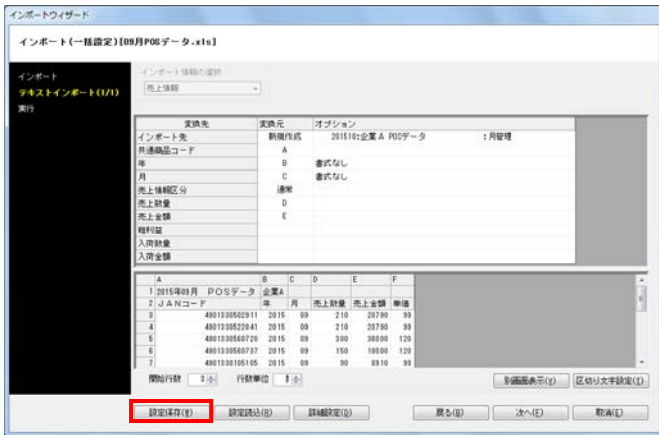 インポートウィザード
インポート(一括設定)[09月POSデータ.xls]
インポート
テキストインポート(1/1)
実行
インポート情報の選択
売上情報
変換先 変換元 オプション
インポート先 新規作成 201510:企業A POSデータ :月管理
共通商品コード A
年 B 書式なし
月 C 書式なし
売上情報区分 通常
売上数量 D
売上金額 E
粗利益
入荷数量
入荷金額
A B C D E F
1 2015年09月 POSデータ 企業A
2 JANコード 年 月 売上数量 売上金額 単価
3 4901330502911 2015 09 210 20790 99
4 4901330522841 2015 09 210 20790 99
5 4901330560720 2015 09 300 36000 120
6 4901330560737 2015 09 150 18000 120
7 4901330105105 2015 09 90 8910 99
開始行数 3 行数単位 1
別画面表示(V) 区切り文字設定(I)
設定保存(W) 設定読込(R) 詳細設定(D) 戻る(B) 次へ(E) 取消(C)